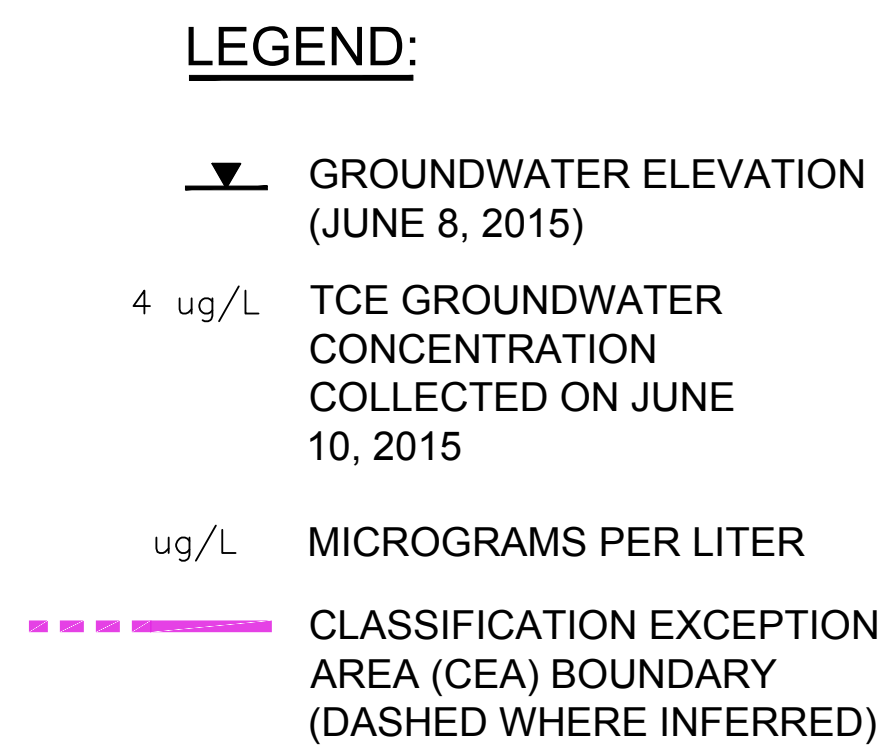 LEGEND:
GROUNDWATER ELEVATION
(JUNE 8, 2015)
4 ug/L TCE GROUNDWATER
CONCENTRATION
COLLECTED ON JUNE
10, 2015
ug/L MICROGRAMS PER LITER
CLASSIFICATION EXCEPTION
AREA (CEA) BOUNDARY
(DASHED WHERE INFERRED)